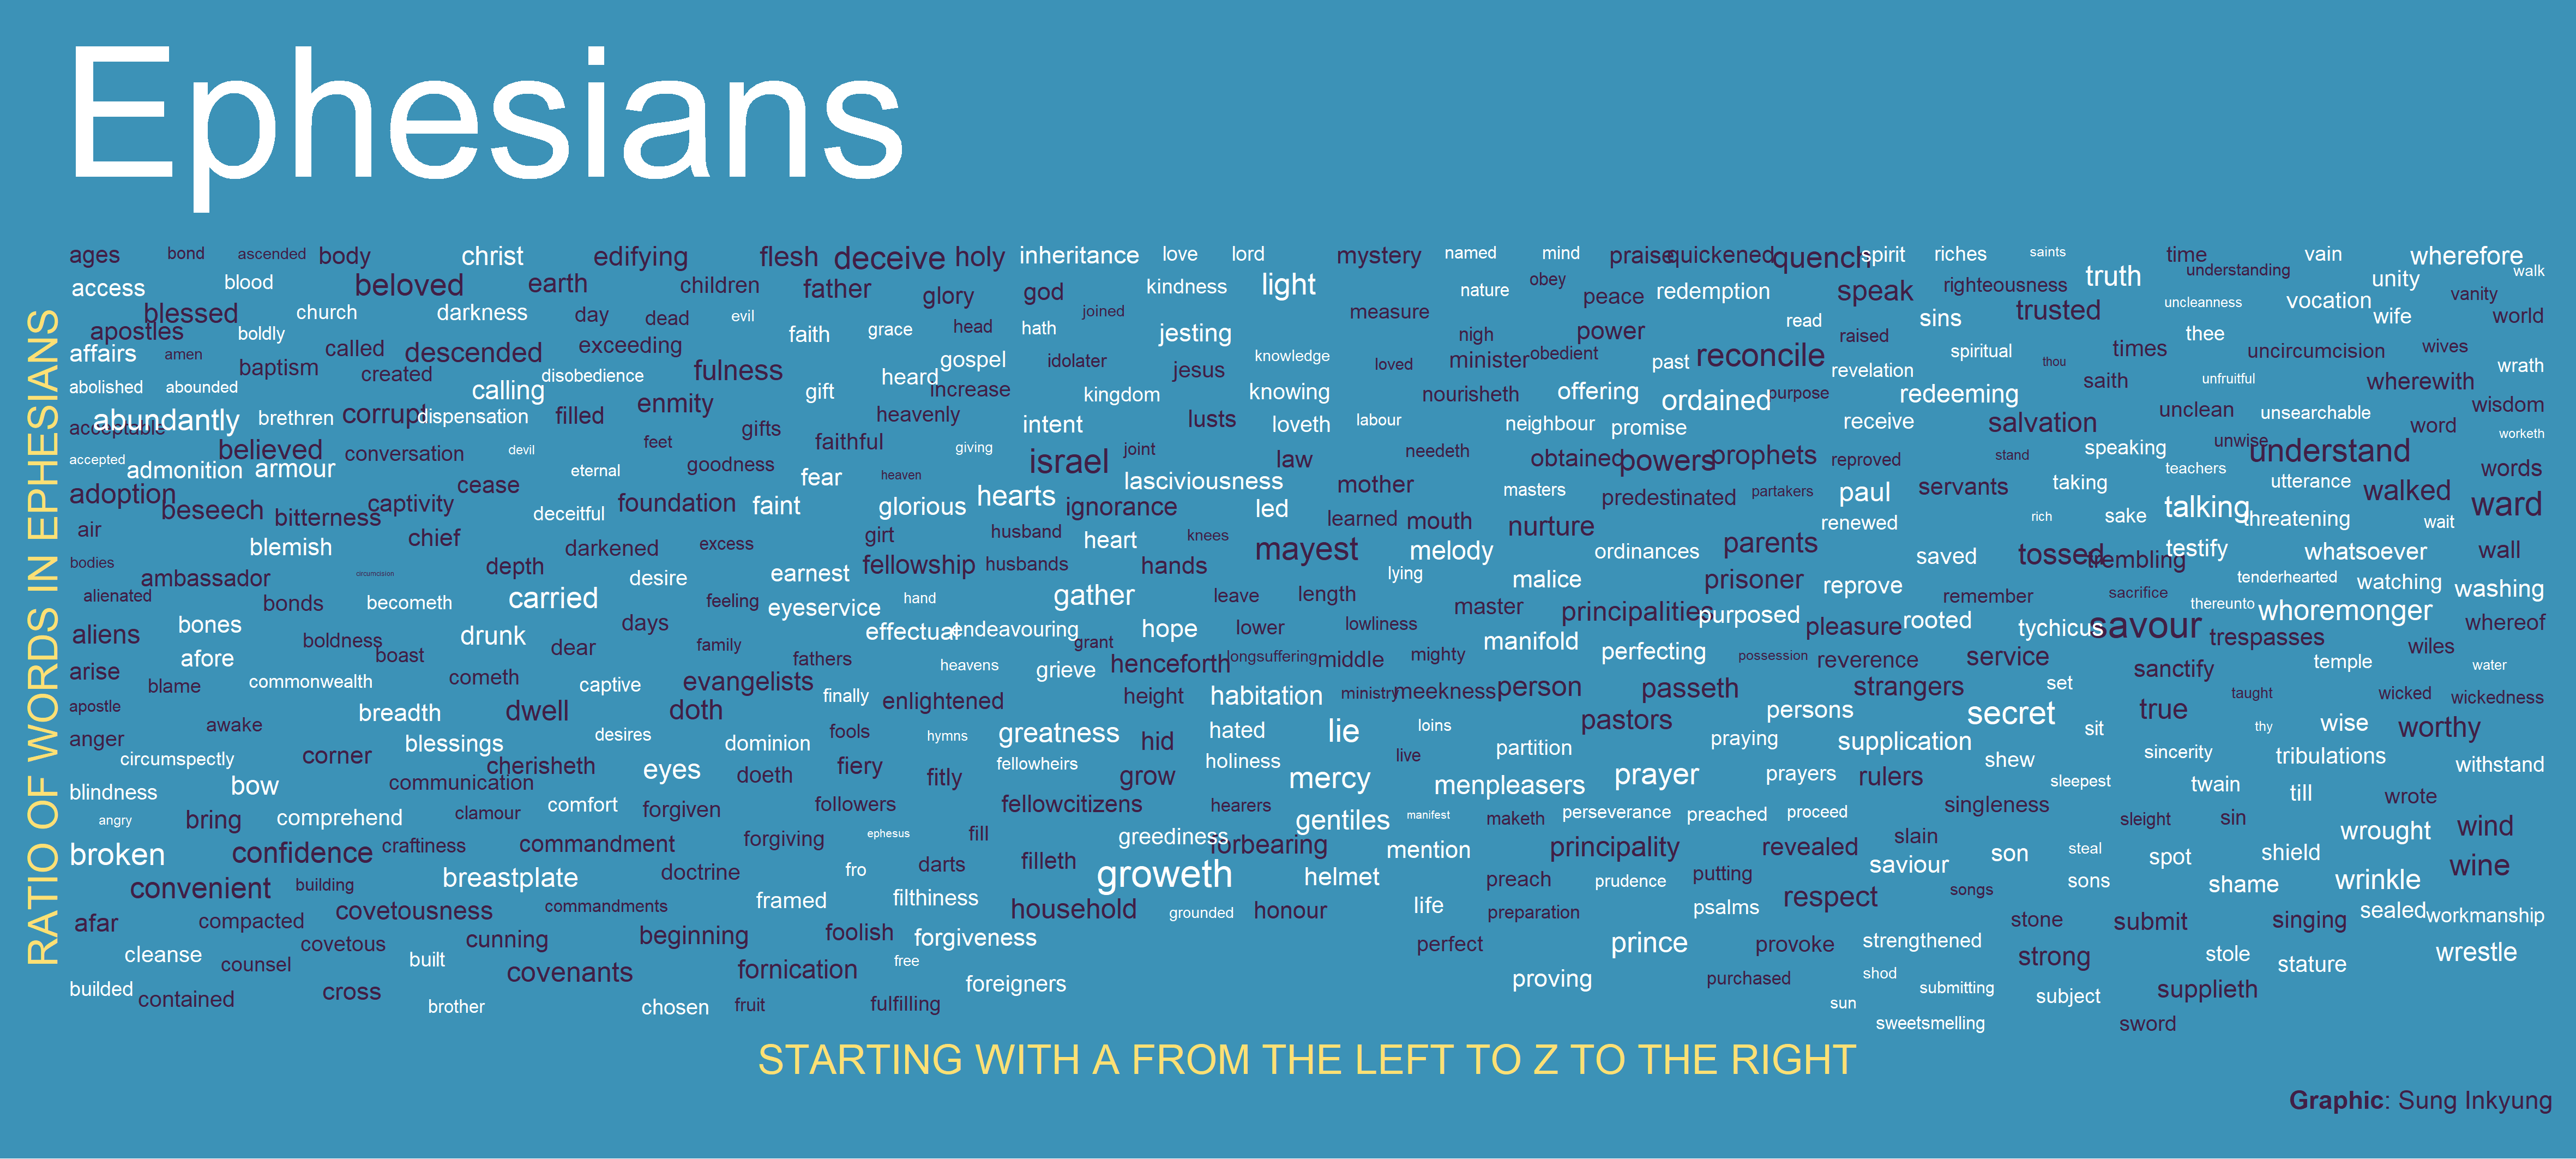 Ephesians
RATIO OF WORDS IN EPHESIANS
ages bond ascended body christ edifying flesh deceive holy inheritance love lord mystery named mind praise quickened quench spirit riches saints time vain wherefore
access blood beloved earth children father glory god kindness light nature obey peace redemption speak righteousness truth understanding unity walk
blessed church darkness day dead evil joined measure read sins trusted uncleanness vocation vanity wife world
apostles boldly faith grace head hath jesting nigh power raised thee
affairs amen called descended exceeding gospel idolater knowledge loved minister obedient past reconcile spiritual thou times uncircumcision wives wrath
abolished abounded baptism created calling disobedience fulness gift heard increase kingdom jesus knowing nourisheth offering ordained purpose revelation redeeming saith unfruitful wherewith
acceptable abundantly brethren corrupt dispensation filled enmity gifts heavenly intent lusts loveth labour neighbour promise receive salvation unclean unsearchable word wisdom
accepted believed conversation devil feet faithful giving joint needeth speaking unwise understand worketh
admonition armour eternal goodness fear heaven israel law obtained powers prophets reproved stand teachers words
adoption cease captivity foundation faint glorious hearts lasciviousness ignorance led mother masters predestinated partakers paul servants taking utterance walked ward
air beseech bitterness chief deceitful girt husband knees learned mouth nurture renewed rich sake talking threatening wait
bodies blemish darkened excess heart mayest melody ordinances parents saved tossed trembling testify whatsoever wall
ambassador circumcision depth desire earnest fellowship husbands hands lying malice prisoner reprove tenderhearted watching washing
alienated bonds becometh carried feeling eyeservice hand gather leave length master principalities purposed remember sacrifice thereunto whoremonger
aliens bones boldness drunk days effectual endeavouring grant hope lower lowliness manifold pleasure rooted tychicus savour trespasses whereof
arise afore boast dear family fathers heavens grieve henceforth longsuffering middle mighty perfecting possession reverence service sanctify temple wiles water
blame commonwealth cometh captive evangelists finally enlightened height habitation ministry meekness person passeth strangers set taught wicked wickedness
apostle awake breadth dwell doth fools hymns greatness hated lie loins pastors persons secret sit true thy wise worthy
anger circumspectly corner blessings desires dominion fellowheirs hid holiness live partition praying supplication shew sincerity tribulations withstand
blindness bow communication cherisheth eyes doeth fiery fitly grow mercy menpleasers prayer prayers rulers sleepest twain till wrote
angry bring comprehend clamour comfort forgiven followers fellowcitizens hearers gentiles manifest maketh perseverance preached proceed singleness sleight sin wrought wind
broken confidence craftiness commandment forgiving ephesus fill greediness forbearing mention principality revealed slain saviour son steal spot shield wine
convenient building breastplate doctrine fro darts filleth groweth helmet preach prudence putting respect songs sons shame wrinkle
afar compacted covetousness commandments framed filthiness household grounded honour life preparation psalms stone submit singing sealed workmanship
cleanse covetous cunning beginning foolish forgiveness perfect prince provoke strengthened strong stole wrestle
counsel built covenants fornication free foreigners proving purchased shod stature
builded contained cross brother chosen fruit fulfilling sun submitting subject supplieth
sweetsmelling sword
STARTING WITH A FROM THE LEFT TO Z TO THE RIGHT
Graphic: Sung Inkyung